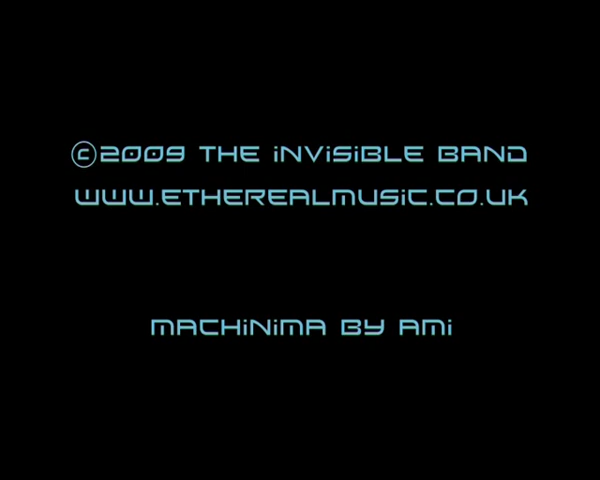 ©2009 THE iNViSiBLE BAND
WWW.ETHEREALMUSiC.CO.UK
MACHiNiMA BY AMi